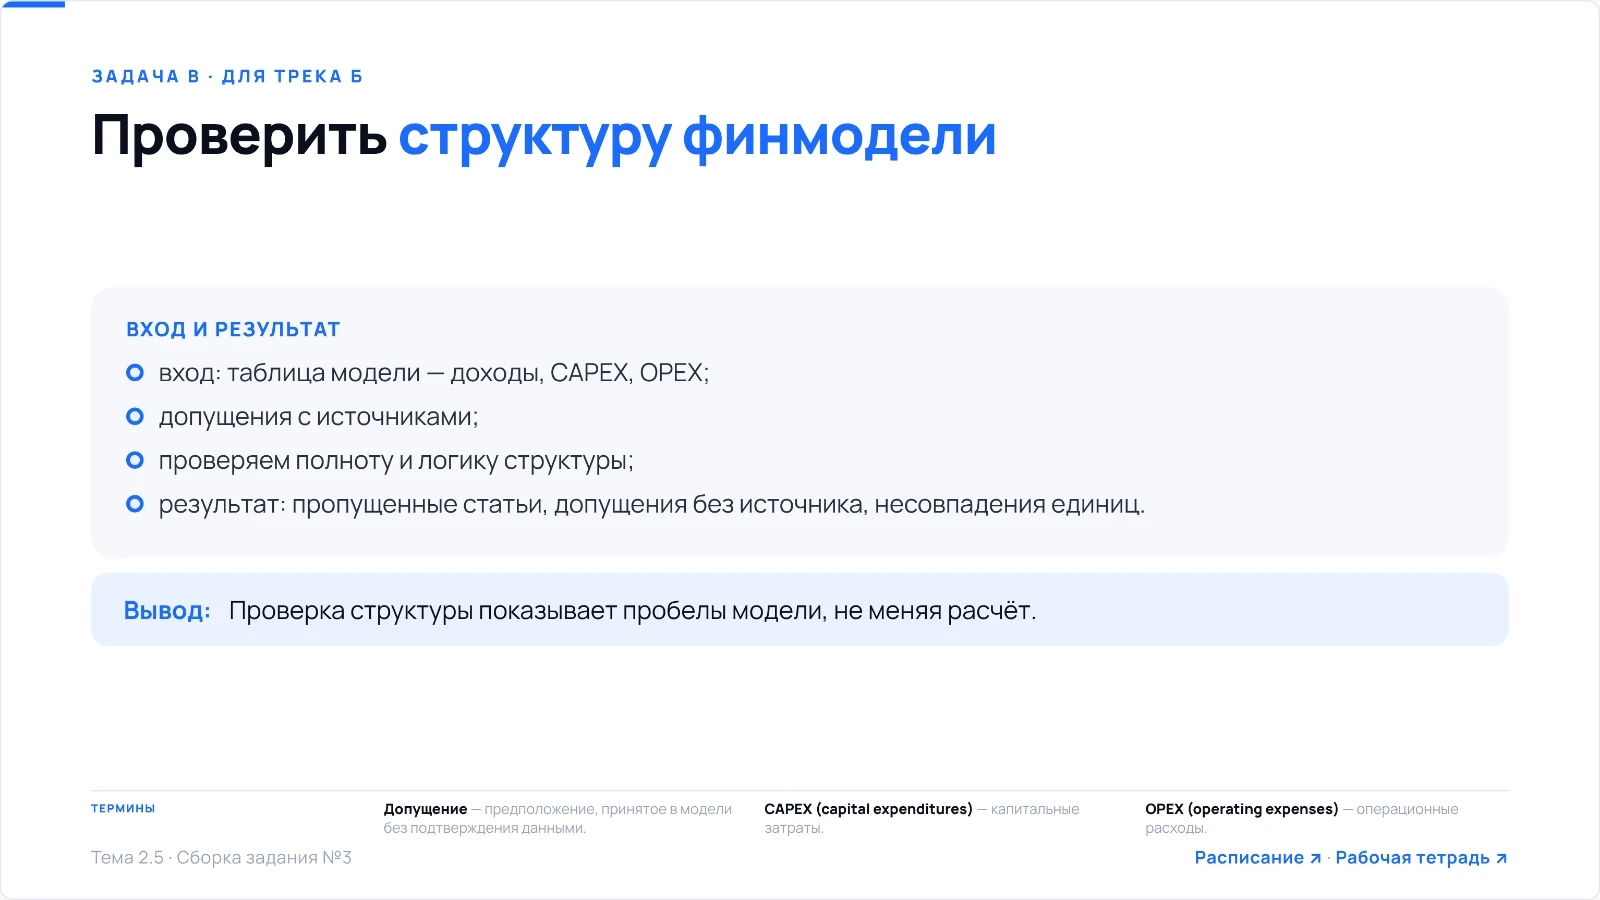 ЗАДАЧА В · ДЛЯ ТРЕКА Б
Проверить структуру финмодели
ВХОД И РЕЗУЛЬТАТ
вход: таблица модели — доходы, CAPEX, OPEX;
допущения с источниками;
проверяем полноту и логику структуры;
результат: пропущенные статьи, допущения без источника, несовпадения единиц.
Вывод: Проверка структуры показывает пробелы модели, не меняя расчёт.
ТЕРМИНЫ
Допущение — предположение, принятое в модели
без подтверждения данными.
CAPEX (capital expenditures) — капитальные
затраты.
OPEX (operating expenses) — операционные
расходы.
Тема 2.5 · Сборка задания №3
Расписание ↗ · Рабочая тетрадь ↗